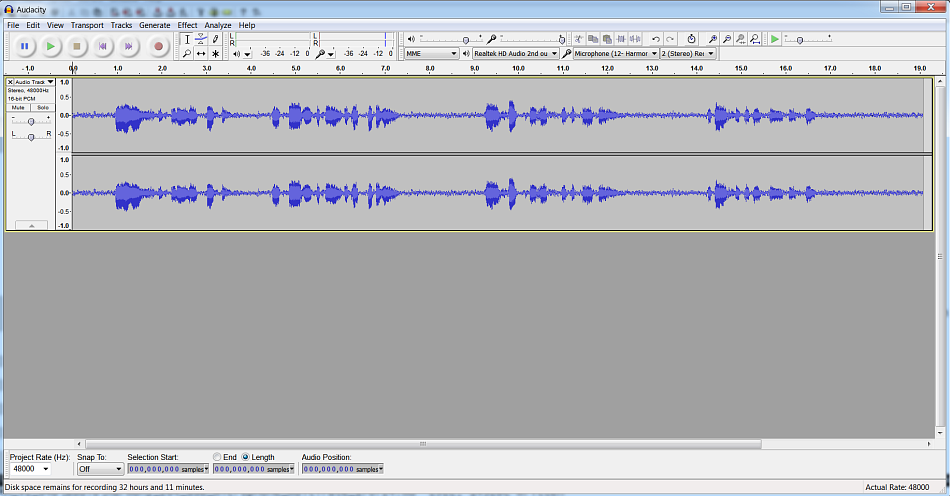 Audacity
File Edit View Transport Tracks Generate Effect Analyze Help
L
R
L
R
-36 -24 -12 0
-36 -24 -12 0
MME
Realtek HD Audio 2nd ou
Microphone (12- Harmor
2 (Stereo) Rec
-1.0 0.0 1.0 2.0 3.0 4.0 5.0 6.0 7.0 8.0 9.0 10.0 11.0 12.0 13.0 14.0 15.0 16.0 17.0 18.0 19.0
X Audio Track
Stereo, 48000Hz
16-bit PCM
Mute Solo
- +
L R
1.0
0.5-
0.0-
-0.5-
-1.0
1.0
0.5-
0.0-
-0.5-
-1.0
Project Rate (Hz): Snap To: Selection Start: End Length Audio Position:
48000 Off 000,000,000 samples 000,000,000 samples 000,000,000 samples
Disk space remains for recording 32 hours and 11 minutes. Actual Rate: 48000